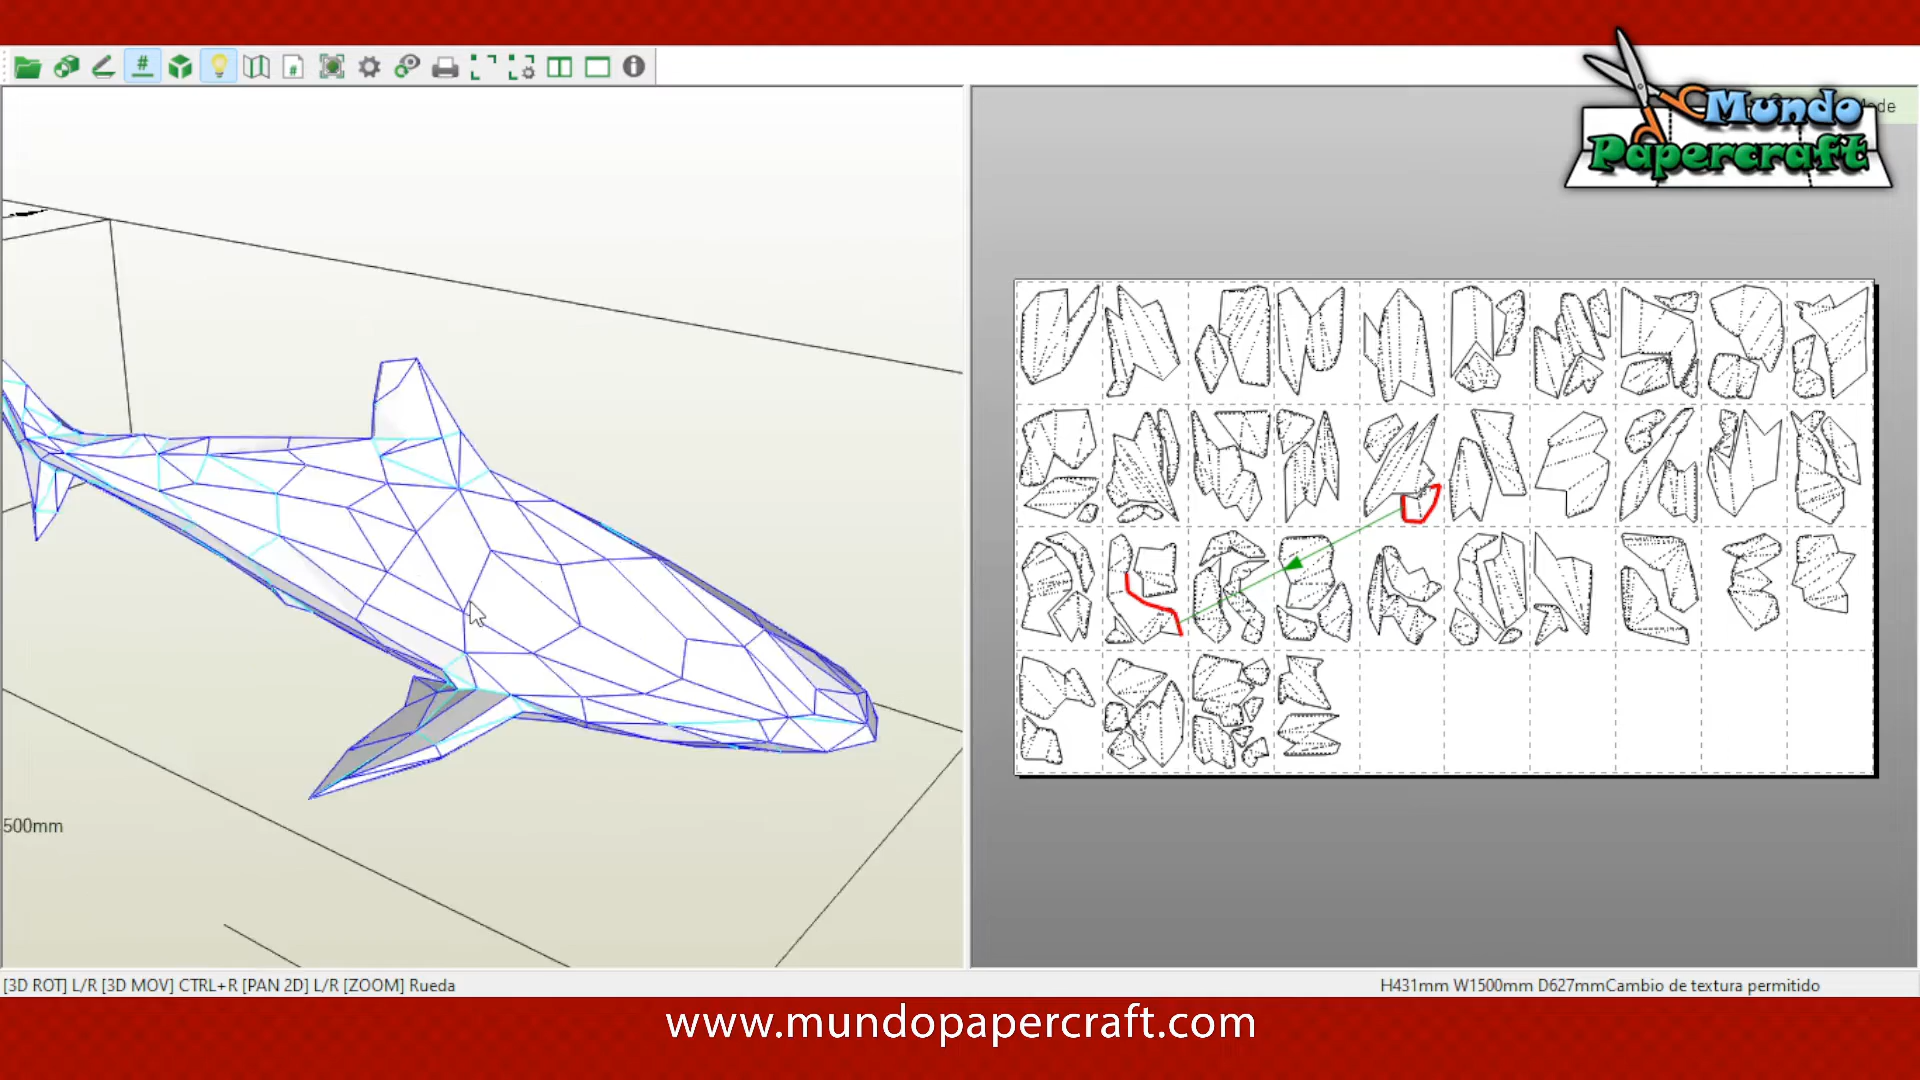 Mundo
Papercraft
500mm
[3D ROT] L/R [3D MOV] CTRL+R [PAN 2D] L/R [ZOOM] Rueda
H431mm W1500mm D627mmCambio de textura permitido
www.mundopapercraft.com